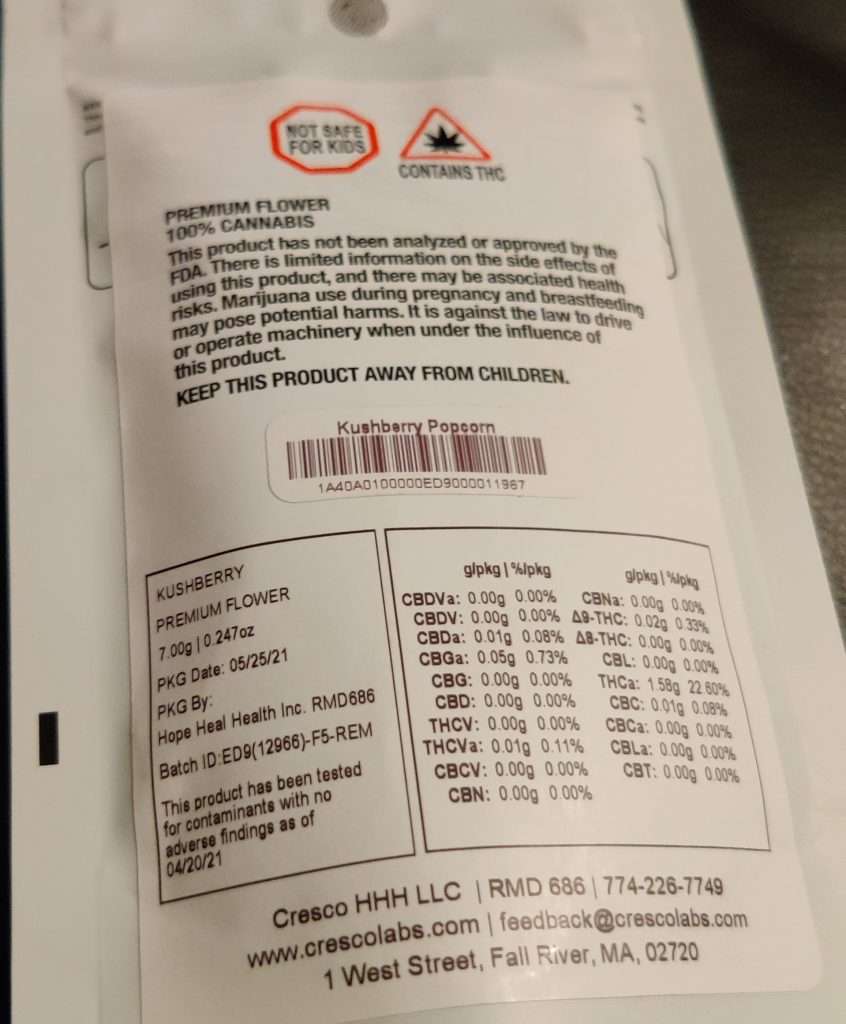 NOT SAFE
FOR KIDS
CONTAINS THC
PREMIUM FLOWER
100% CANNABIS
This product has not been analyzed or approved by the
FDA. There is limited information on the side effects of
using this product, and there may be associated health
risks. Marijuana use during pregnancy and breastfeeding
may pose potential harms. It is against the law to drive
or operate machinery when under the influence of
this product.
KEEP THIS PRODUCT AWAY FROM CHILDREN.
Kushberry Popcorn
1A40A0100000ED9000011967
KUSHBERRY
PREMIUM FLOWER
7.00g | 0.247oz
PKG Date: 05/25/21
PKG By:
Hope Heal Health Inc. RMD686
Batch ID:ED9(12966)-F5-REM
This product has been tested
for contaminants with no
adverse findings as of
04/20/21
g/pkg | %/pkg
CBDVa: 0.00g 0.00%
CBDV: 0.00g 0.00%
CBDa: 0.01g 0.08%
CBGa: 0.05g 0.73%
CBG: 0.00g 0.00%
CBD: 0.00g 0.00%
THCV: 0.00g 0.00%
THCVa: 0.01g 0.11%
CBCV: 0.00g 0.00%
CBN: 0.00g 0.00%
g/pkg | %/pkg
CBNa: 0.00g 0.00%
Δ9-THC: 0.02g 0.33%
Δ8-THC: 0.00g 0.00%
CBL: 0.00g 0.00%
THCa: 1.58g 22.60%
CBC: 0.01g 0.08%
CBCa: 0.00g 0.00%
CBLa: 0.00g 0.00%
CBT: 0.00g 0.00%
Cresco HHH LLC | RMD 686 | 774-226-7749
www.crescolabs.com | feedback@crescolabs.com
1 West Street, Fall River, MA, 02720